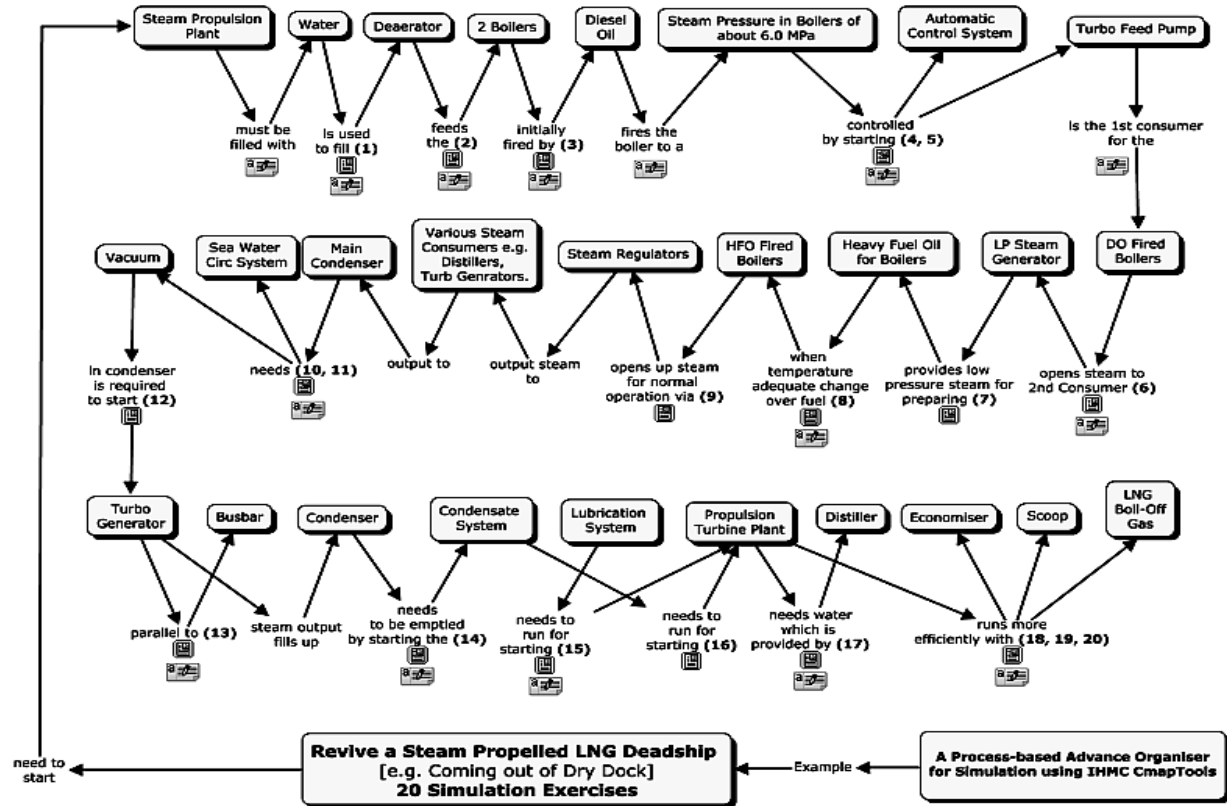 Steam Propulsion
Plant
Water
Deaerator
2 Boilers
Diesel
Oil
Steam Pressure in Boilers of
about 6.0 MPa
Automatic
Control System
Turbo Feed Pump
must be
filled with
is used
to fill (1)
feeds
the (2)
initially
fired by (3)
fires the
boiler to a
controlled
by starting (4, 5)
is the 1st consumer
for the
Vacuum
Sea Water
Circ System
Main
Condenser
Various Steam
Consumers e.g.
Distillers,
Turb Genrators.
Steam Regulators
HFO Fired
Boilers
Heavy Fuel Oil
for Boilers
LP Steam
Generator
DO Fired
Boilers
In condenser
is required
to start (12)
needs (10, 11)
output to
output steam
to
opens up steam
for normal
operation via (9)
when
temperature
adequate change
over fuel (8)
provides low
pressure steam for
preparing (7)
opens steam to
2nd Consumer (6)
Turbo
Generator
Busbar
Condenser
Condensate
System
Lubrication
System
Propulsion
Turbine Plant
Distiller
Economiser
Scoop
LNG
Boil-Off
Gas
parallel to (13)
steam output
fills up
needs
to be emptied
by starting the (14)
needs to
run for
starting (15)
needs to
run for
starting (16)
needs water
which is
provided by (17)
runs more
efficiently with (18, 19, 20)
need to
start
Revive a Steam Propelled LNG Deadship
[e.g. Coming out of Dry Dock]
20 Simulation Exercises
Example
A Process-based Advance Organiser
for Simulation using IHMC CmapTools